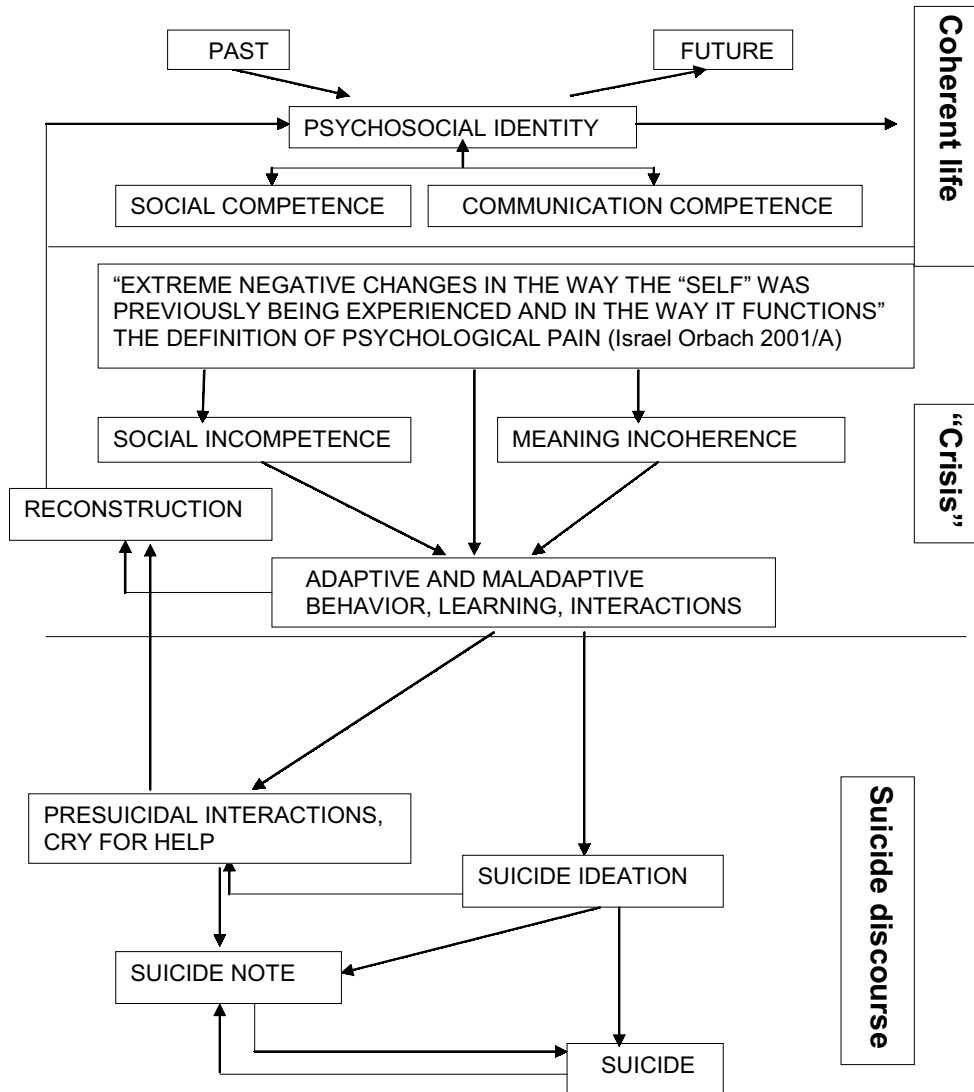 PAST
FUTURE
Coherent life
PSYCHOSOCIAL IDENTITY
SOCIAL COMPETENCE
COMMUNICATION COMPETENCE
“EXTREME NEGATIVE CHANGES IN THE WAY THE “SELF” WAS
PREVIOUSLY BEING EXPERIENCED AND IN THE WAY IT FUNCTIONS”
THE DEFINITION OF PSYCHOLOGICAL PAIN (Israel Orbach 2001/A)
SOCIAL INCOMPETENCE
MEANING INCOHERENCE
“Crisis”
RECONSTRUCTION
ADAPTIVE AND MALADAPTIVE
BEHAVIOR, LEARNING, INTERACTIONS
PRESUICIDAL INTERACTIONS,
CRY FOR HELP
SUICIDE IDEATION
Suicide discourse
SUICIDE NOTE
SUICIDE